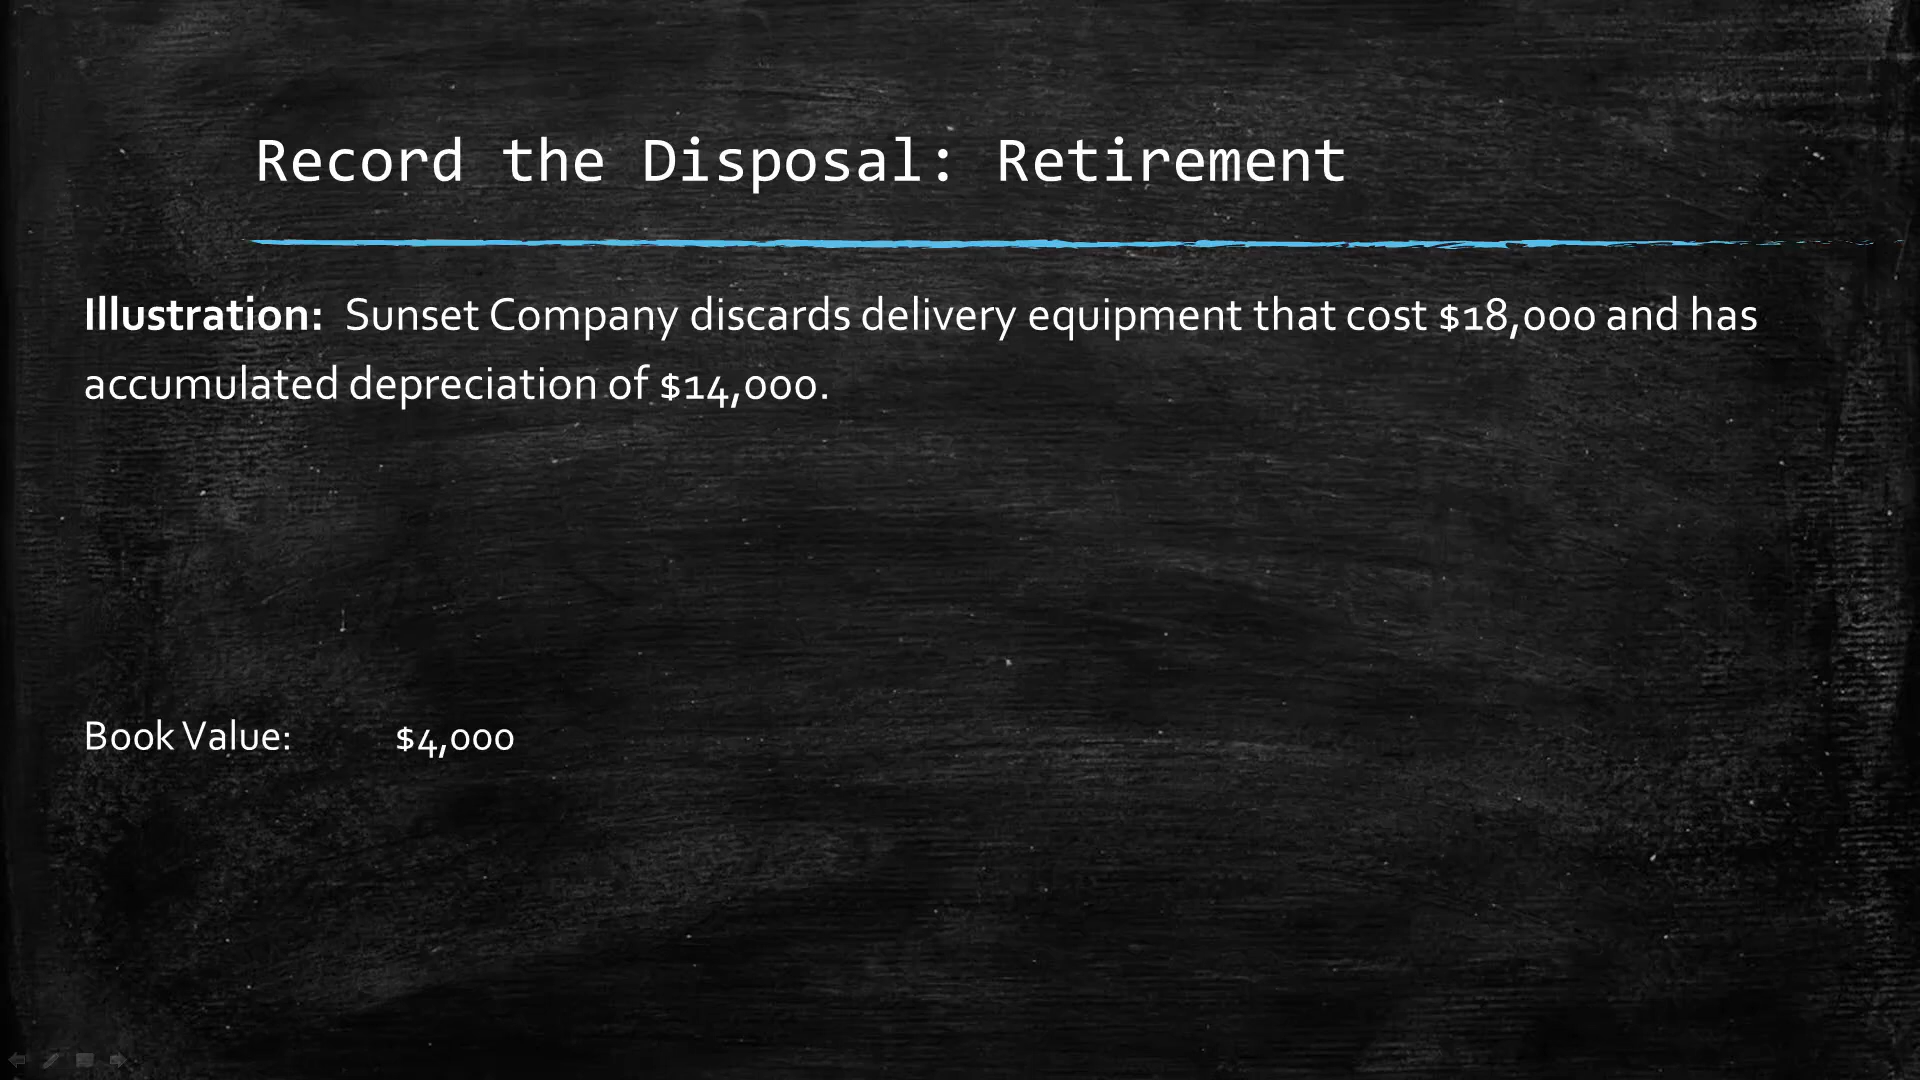 Record the Disposal: Retirement
Illustration: Sunset Company discards delivery equipment that cost $18,000 and has
accumulated depreciation of $14,000.
Book Value: $4,000